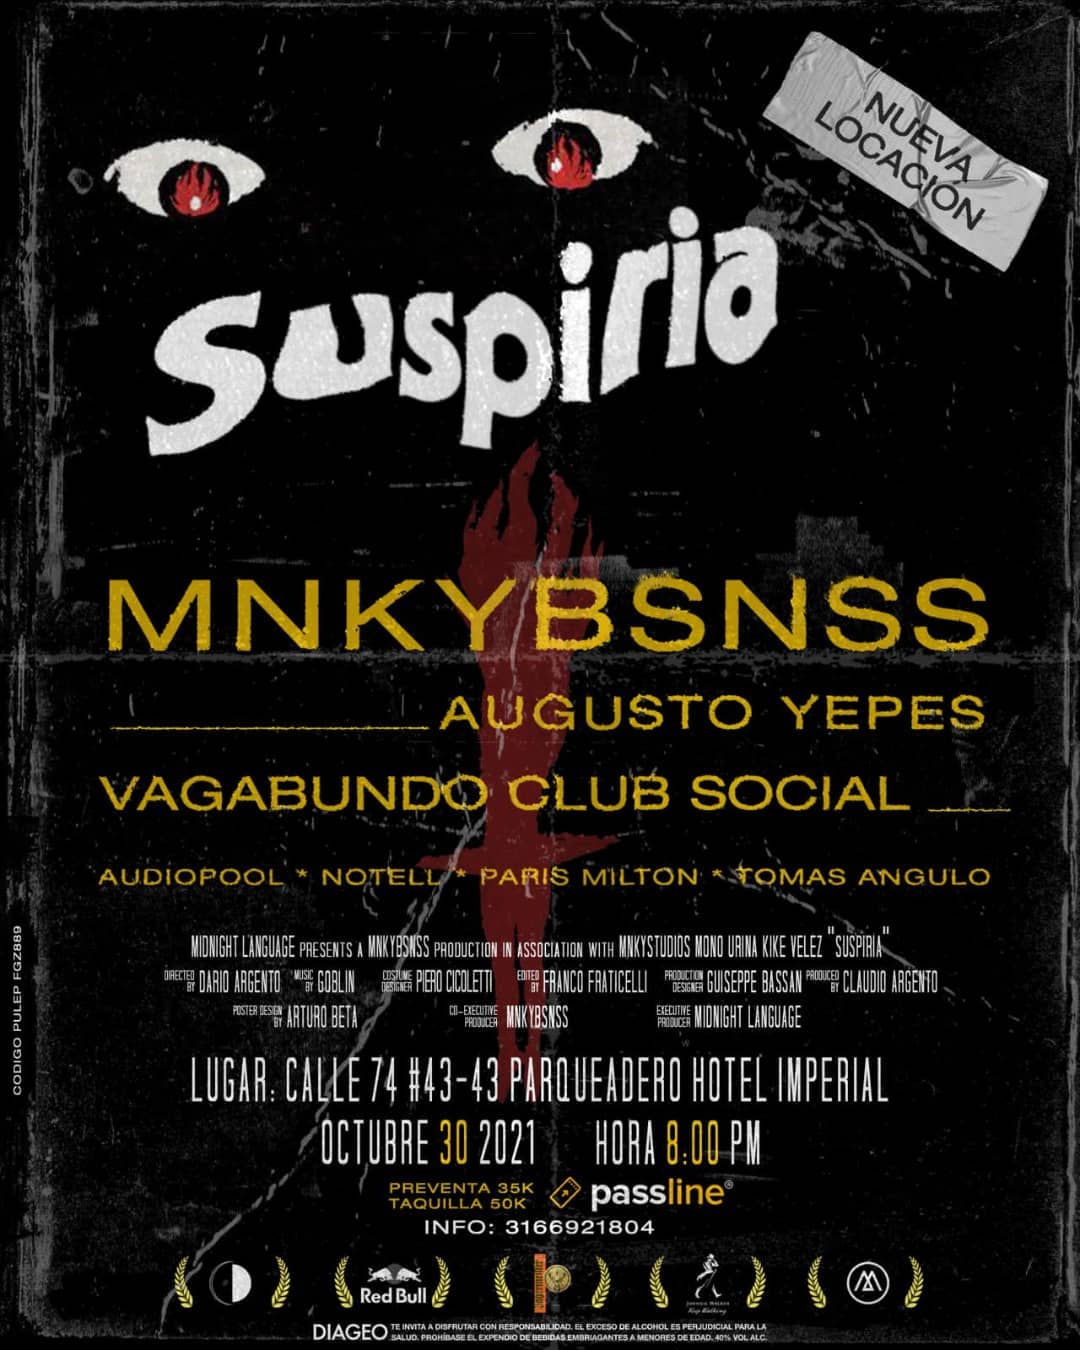 NUEVA
LOCACIÓN
Suspiria
MNKYBSNSS
AUGUSTO YEPES
VAGABUNDO CLUB SOCIAL
AUDIOPOOL * NOTELL * PARIS MILTON * TOMAS ANGULO
MIDNIGHT LANGUAGE PRESENTS A MNKYBSNSS PRODUCTION IN ASSOCIATION WITH MNKYSTUDIOS MONO URINA KIKE VELEZ "SUSPIRIA"
DIRECTED BY DARIO ARGENTO MUSIC BY GOBLIN COSTUME DESIGNER PIERO CICOLETTI EDITED BY FRANCO FRATICELLI PRODUCTION DESIGNER GUISEPPE BASSAN PRODUCED BY CLAUDIO ARGENTO
POSTER DESIGN BY ARTURO BETA CO-EXECUTIVE PRODUCER MNKYBSNSS EXECUTIVE PRODUCER MIDNIGHT LANGUAGE
LUGAR: CALLE 74 #43-43 PARQUEADERO HOTEL IMPERIAL
OCTUBRE 30 2021 HORA 8:00 PM
PREVENTA 35K
TAQUILLA 50K
passline®
INFO: 3166921804
Red Bull
Jägermeister
JOHNNIE WALKER
Keep Walking
DIAGEO TE INVITA A DISFRUTAR CON RESPONSABILIDAD. EL EXCESO DE ALCOHOL ES PERJUDICIAL PARA LA
SALUD. PROHÍBASE EL EXPENDIO DE BEBIDAS EMBRIAGANTES A MENORES DE EDAD. 40% VOL ALC.
CODIGO PULEP FGZ889